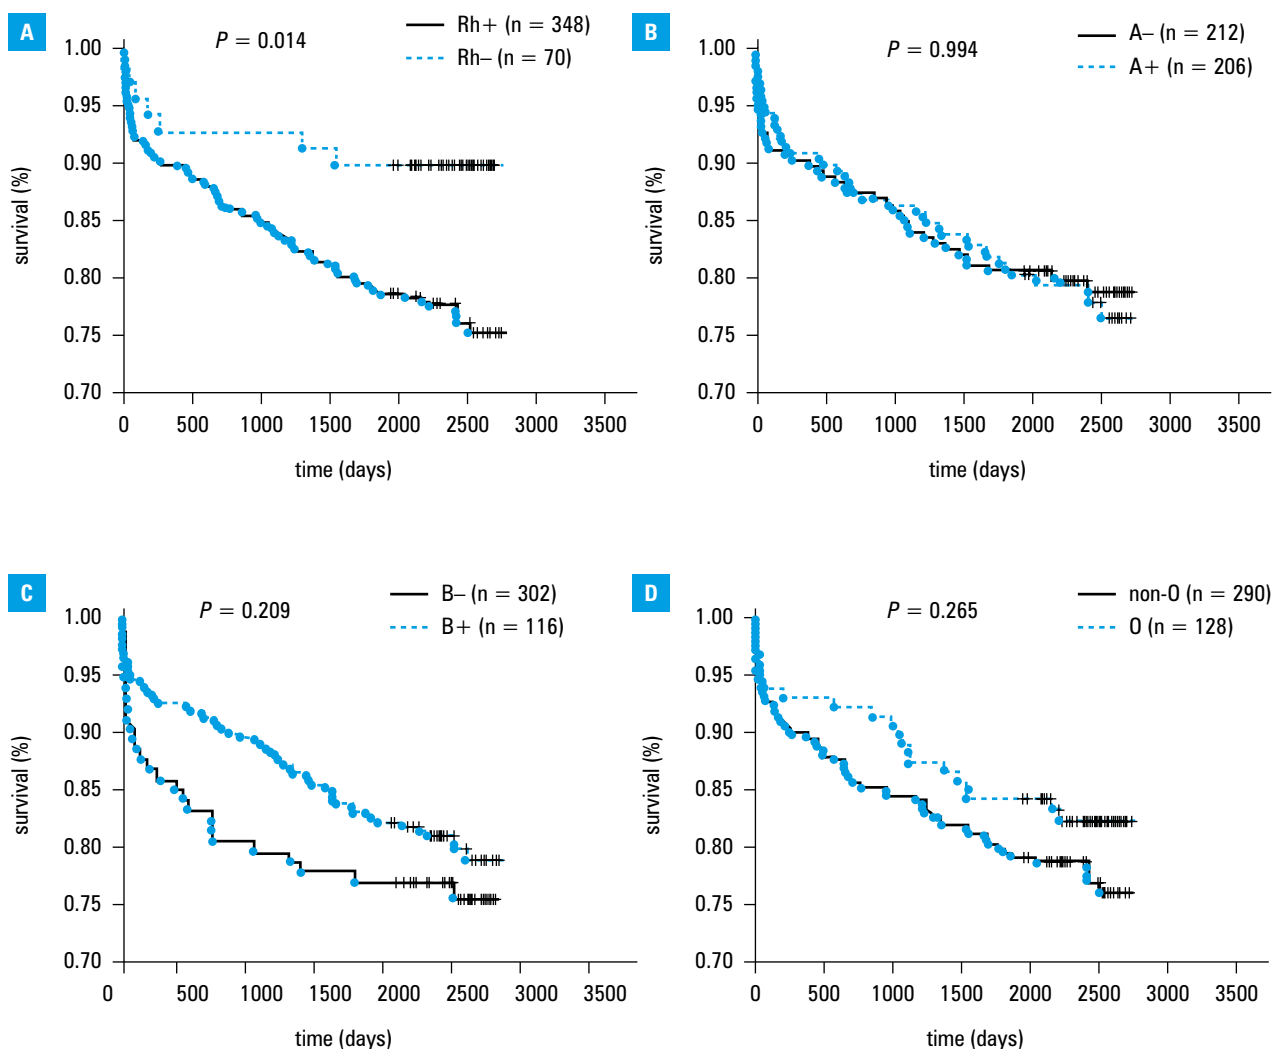 A
P = 0.014
Rh+ (n = 348)
Rh– (n = 70)
1.00
0.95
0.90
0.85
0.80
0.75
0.70
survival (%)
0 500 1000 1500 2000 2500 3000 3500
time (days)
B
P = 0.994
A– (n = 212)
A+ (n = 206)
1.00
0.95
0.90
0.85
0.80
0.75
0.70
survival (%)
0 500 1000 1500 2000 2500 3000 3500
time (days)
C
P = 0.209
B– (n = 302)
B+ (n = 116)
1.00
0.95
0.90
0.85
0.80
0.75
0.70
survival (%)
0 500 1000 1500 2000 2500 3000 3500
time (days)
D
P = 0.265
non-O (n = 290)
O (n = 128)
1.00
0.95
0.90
0.85
0.80
0.75
0.70
survival (%)
0 500 1000 1500 2000 2500 3000 3500
time (days)